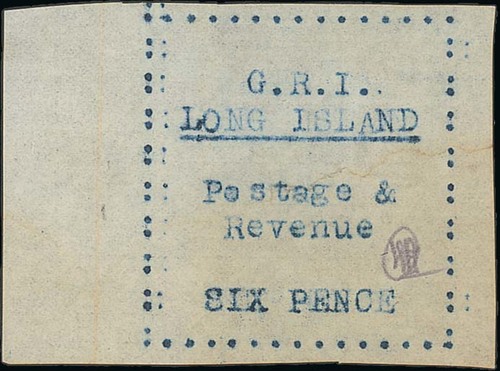 G.R.I.
LONG ISLAND
Postage &
Revenue
SIX PENCE